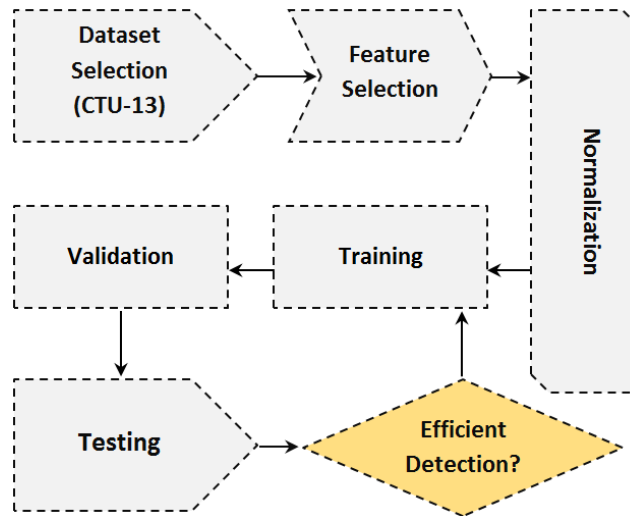 Dataset
Selection
(CTU-13)
Feature
Selection
Normalization
Training
Validation
Testing
Efficient
Detection?